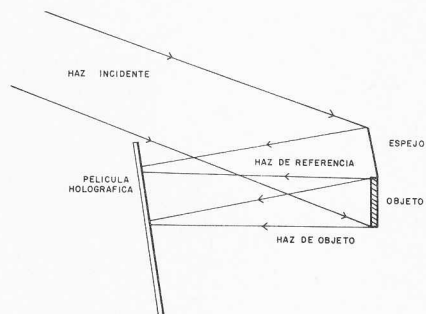 HAZ INCIDENTE
ESPEJO
HAZ DE REFERENCIA
PELICULA
HOLOGRAFICA
OBJETO
HAZ DE OBJETO